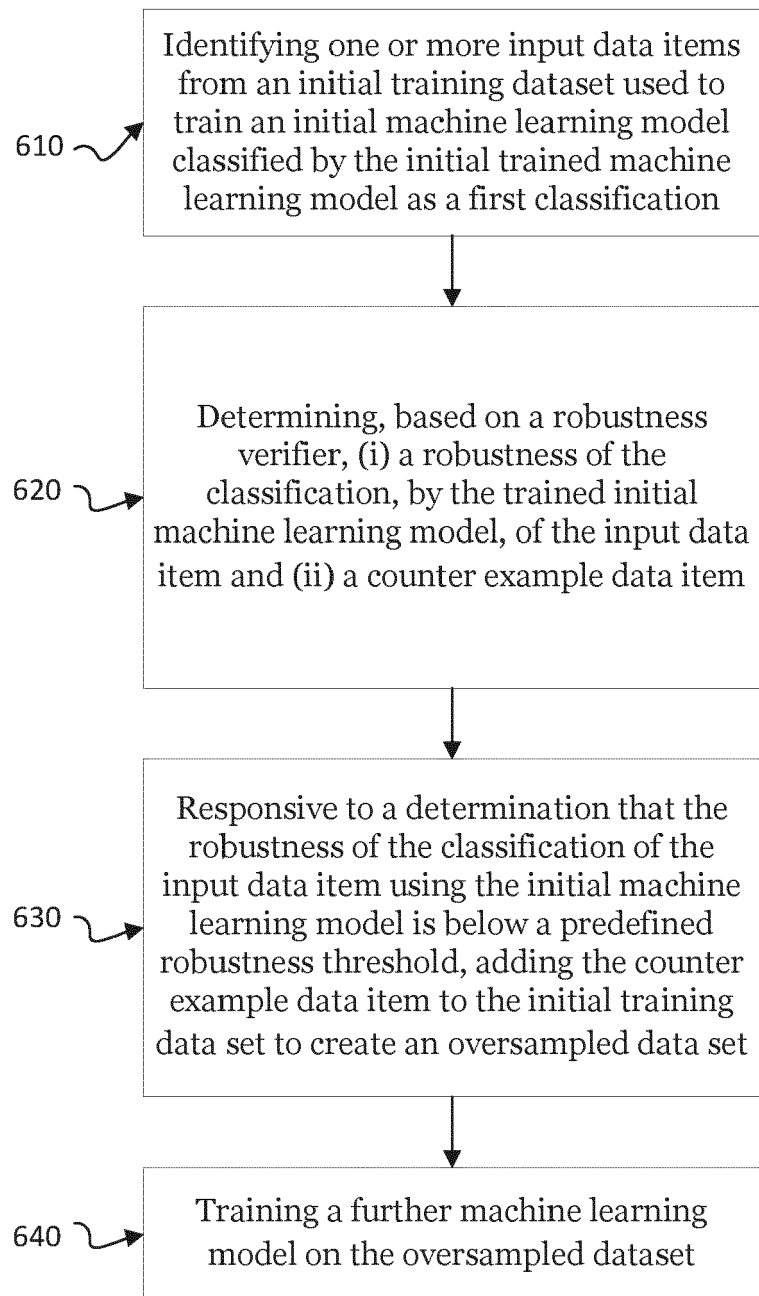 Identifying one or more input data items
from an initial training dataset used to
train an initial machine learning model
classified by the initial trained machine
learning model as a first classification
610
Determining, based on a robustness
verifier, (i) a robustness of the
classification, by the trained initial
machine learning model, of the input data
item and (ii) a counter example data item
620
Responsive to a determination that the
robustness of the classification of the
input data item using the initial machine
learning model is below a predefined
robustness threshold, adding the counter
example data item to the initial training
data set to create an oversampled data set
630
Training a further machine learning
model on the oversampled dataset
640